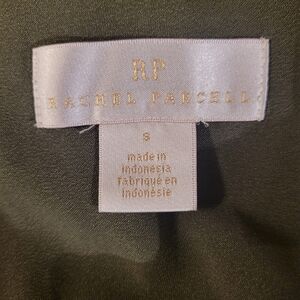 RP
RACHEL PARCELL
S
made in
indonesia
fabriqué en
indonésie